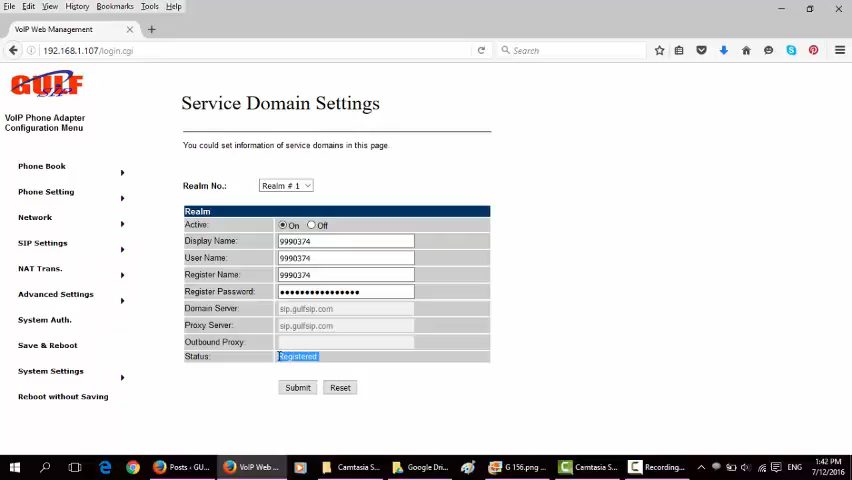 File Edit View History Bookmarks Tools Help
VoIP Web Management
192.168.1.107/login.cgi
Search
GULF
sip
VoIP Phone Adapter
Configuration Menu
Phone Book
Phone Setting
Network
SIP Settings
NAT Trans.
Advanced Settings
System Auth.
Save & Reboot
System Settings
Reboot without Saving
Service Domain Settings
You could set information of service domains in this page.
Realm No.: Realm # 1
Realm
Active: On Off
Display Name: 9990374
User Name: 9990374
Register Name: 9990374
Register Password: ••••••••••••••••
Domain Server: sip.gulfsip.com
Proxy Server: sip.gulfsip.com
Outbound Proxy:
Status: Registered
Submit Reset
Posts ‹ GU... VoIP Web ... Camtasia S... Google Dri... G 156.png ... Camtasia S... Recording... ENG 1:42 PM
7/12/2016